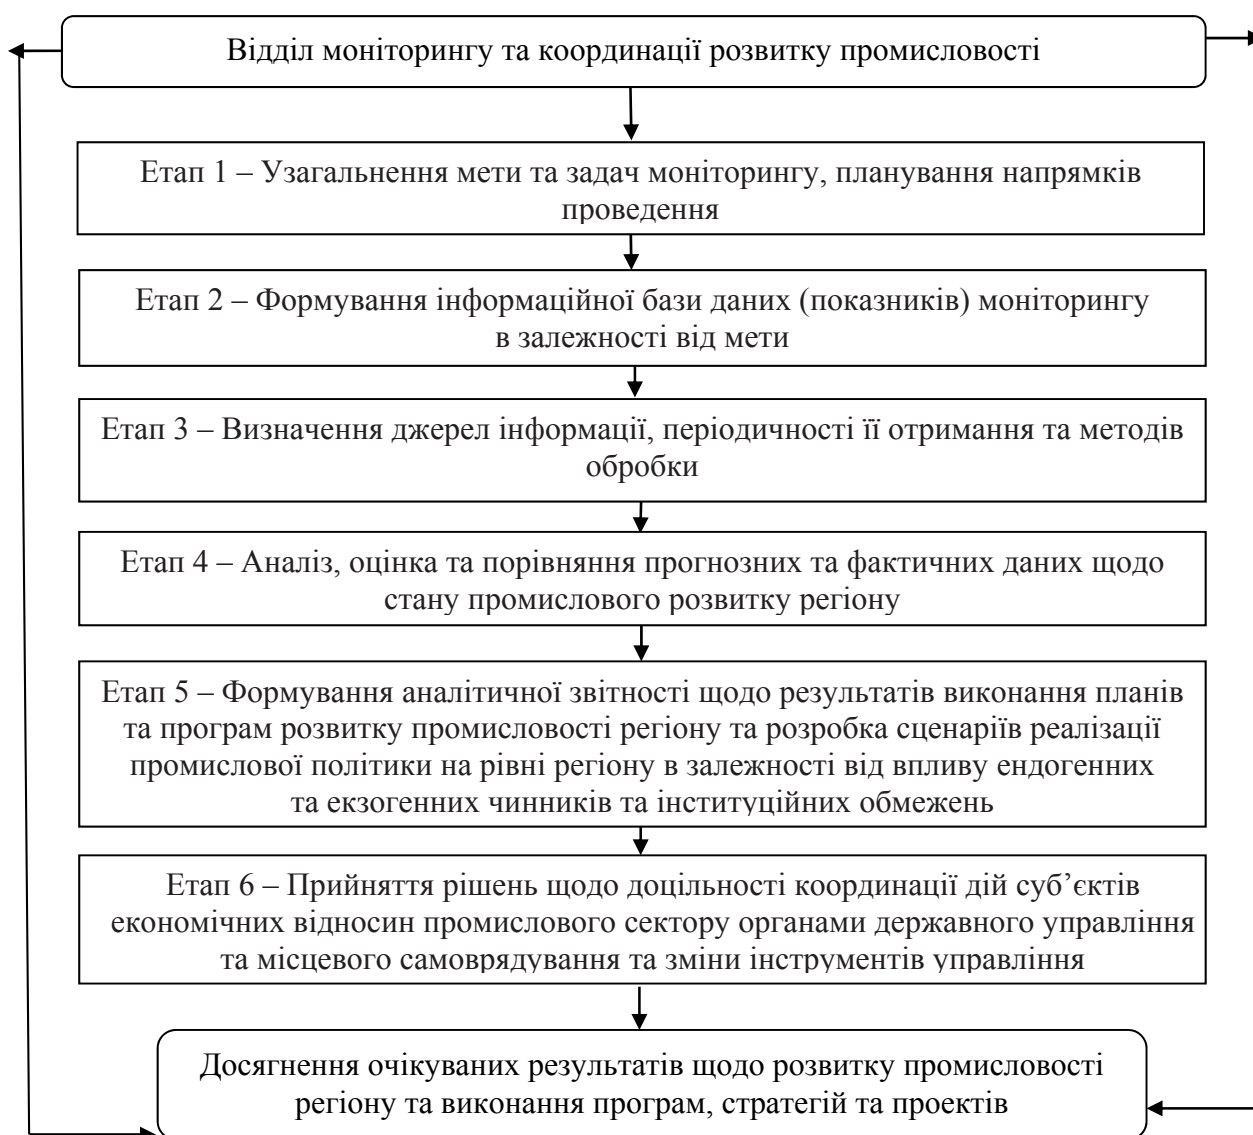 Відділ моніторингу та координації розвитку промисловості
Етап 1 – Узагальнення мети та задач моніторингу, планування напрямків
проведення
Етап 2 – Формування інформаційної бази даних (показників) моніторингу
в залежності від мети
Етап 3 – Визначення джерел інформації, періодичності її отримання та методів
обробки
Етап 4 – Аналіз, оцінка та порівняння прогнозних та фактичних даних щодо
стану промислового розвитку регіону
Етап 5 – Формування аналітичної звітності щодо результатів виконання планів
та програм розвитку промисловості регіону та розробка сценаріїв реалізації
промислової політики на рівні регіону в залежності від впливу ендогенних
та екзогенних чинників та інституційних обмежень
Етап 6 – Прийняття рішень щодо доцільності координації дій суб’єктів
економічних відносин промислового сектору органами державного управління
та місцевого самоврядування та зміни інструментів управління
Досягнення очікуваних результатів щодо розвитку промисловості
регіону та виконання програм, стратегій та проектів